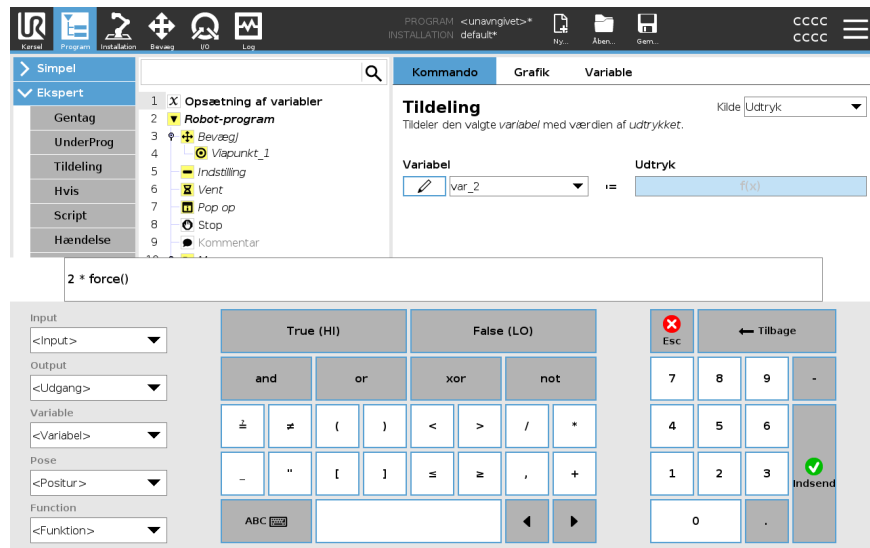 UR
PROGRAM <unavngivet>*
INSTALLATION default*
Kørsel Program Installation Bevæg I/O Log Ny... Åben... Gem...
CCCC
CCCC
Simpel
Ekspert
Gentag
UnderProg
Tildeling
Hvis
Script
Hændelse
1 X Opsætning af variabler
2 Robot-program
3 BevægJ
4 Viapunkt_1
5 Indstilling
6 Vent
7 Pop op
8 Stop
9 Kommentar
Kommando Grafik Variable
Tildeling
Kilde Udtryk
Tildeler den valgte variabel med værdien af udtrykket.
Variabel Udtryk
var_2 := f(x)
2 * force()
Input
<Input>
Output
<Udgang>
Variable
<Variabel>
Pose
<Positur>
Function
<Funktion>
True (HI) False (LO)
and or xor not
≟ ≠ ( ) < > / *
_ " [ ] ≤ ≥ , +
ABC
Esc Tilbage
7 8 9 -
4 5 6
1 2 3 Indsend
0 .